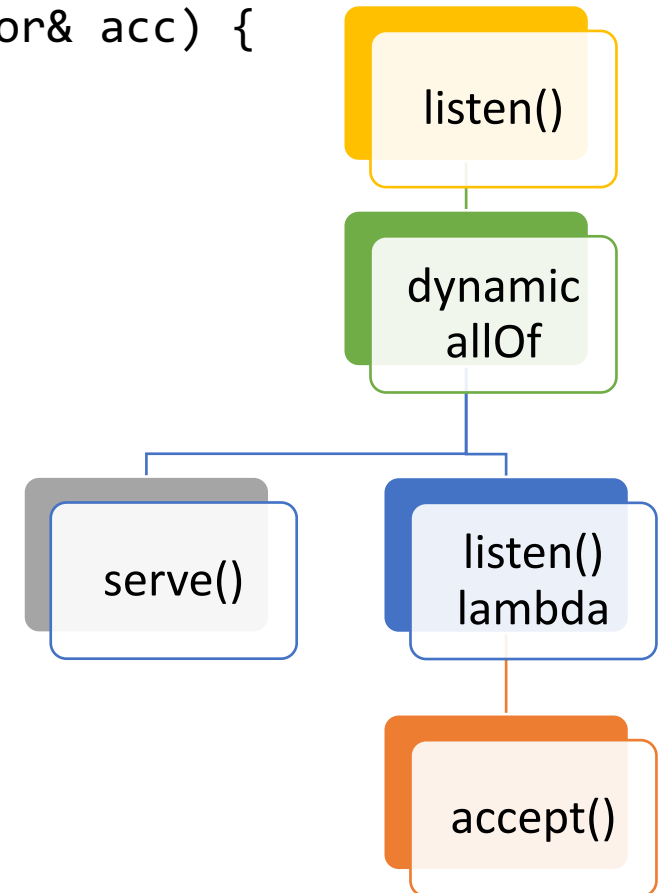 or& acc) {
listen()
dynamic
allOf
serve()
listen()
lambda
accept()